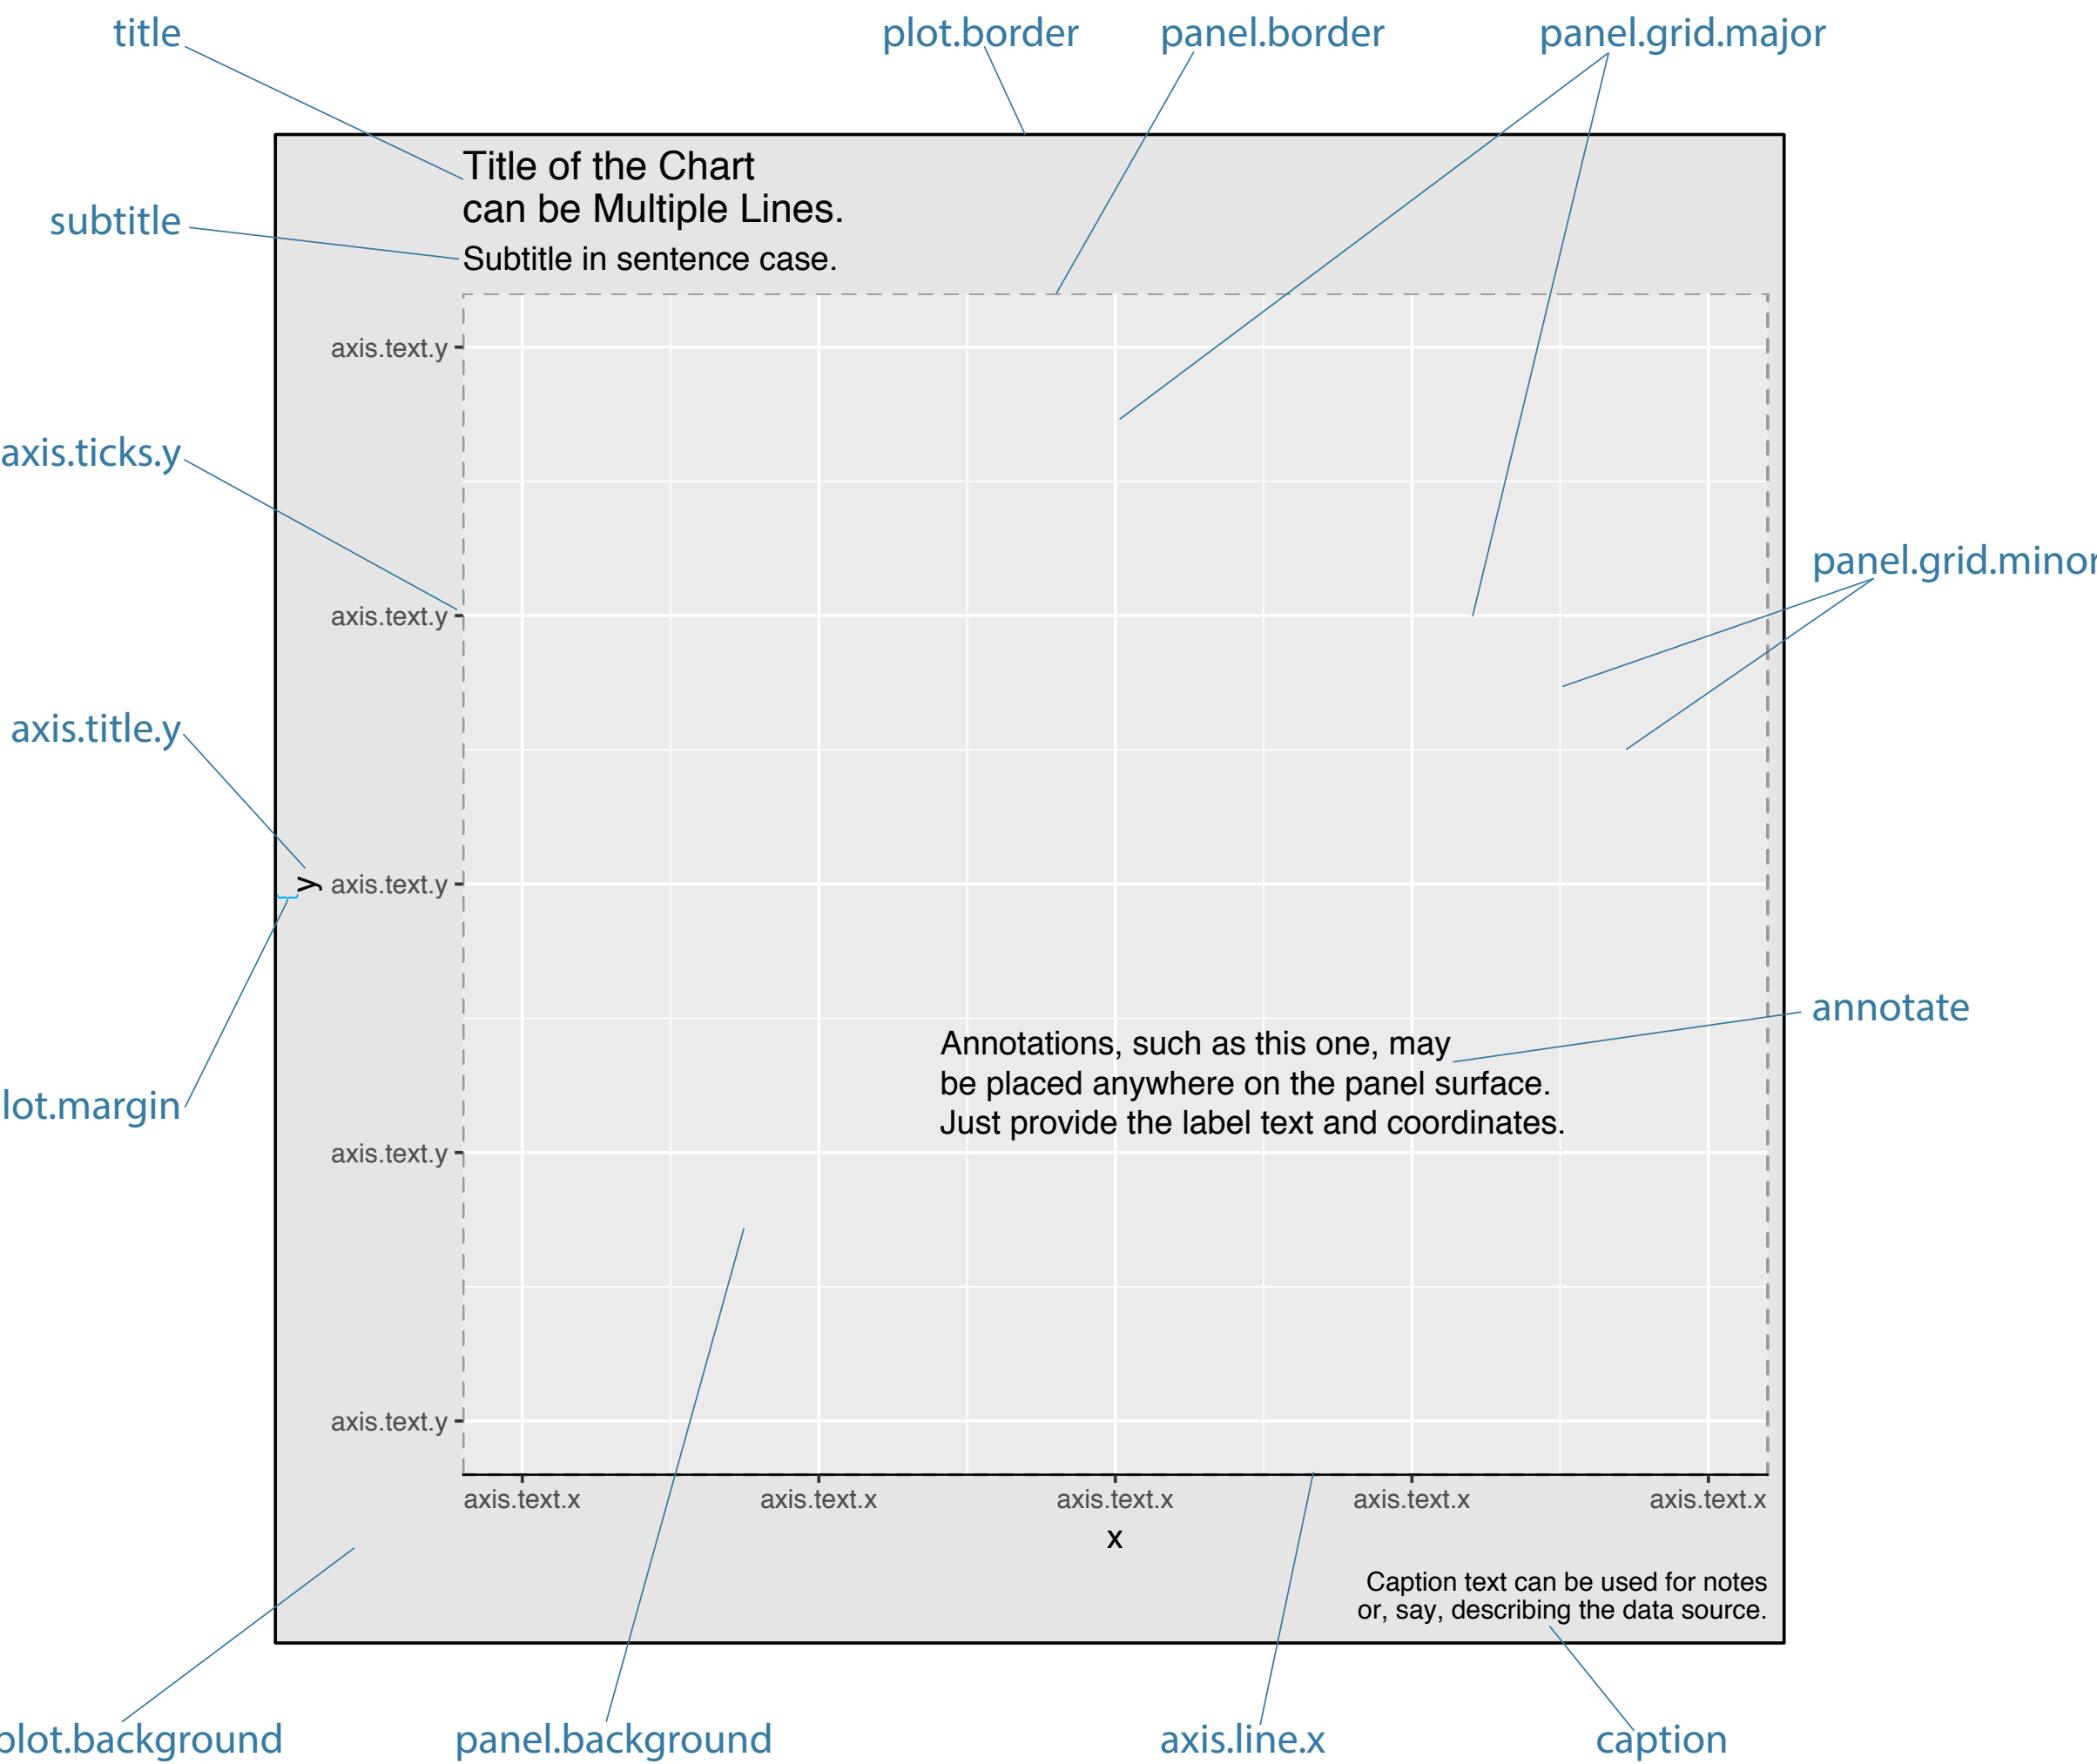 title
plot.border
panel.border
panel.grid.major
Title of the Chart
can be Multiple Lines.
subtitle
Subtitle in sentence case.
axis.text.y
axis.ticks.y
panel.grid.minor
axis.text.y
axis.title.y
y
axis.text.y
annotate
Annotations, such as this one, may
be placed anywhere on the panel surface.
Just provide the label text and coordinates.
lot.margin
axis.text.y
axis.text.y
axis.text.x axis.text.x axis.text.x axis.text.x axis.text.x
x
Caption text can be used for notes
or, say, describing the data source.
plot.background
panel.background
axis.line.x
caption